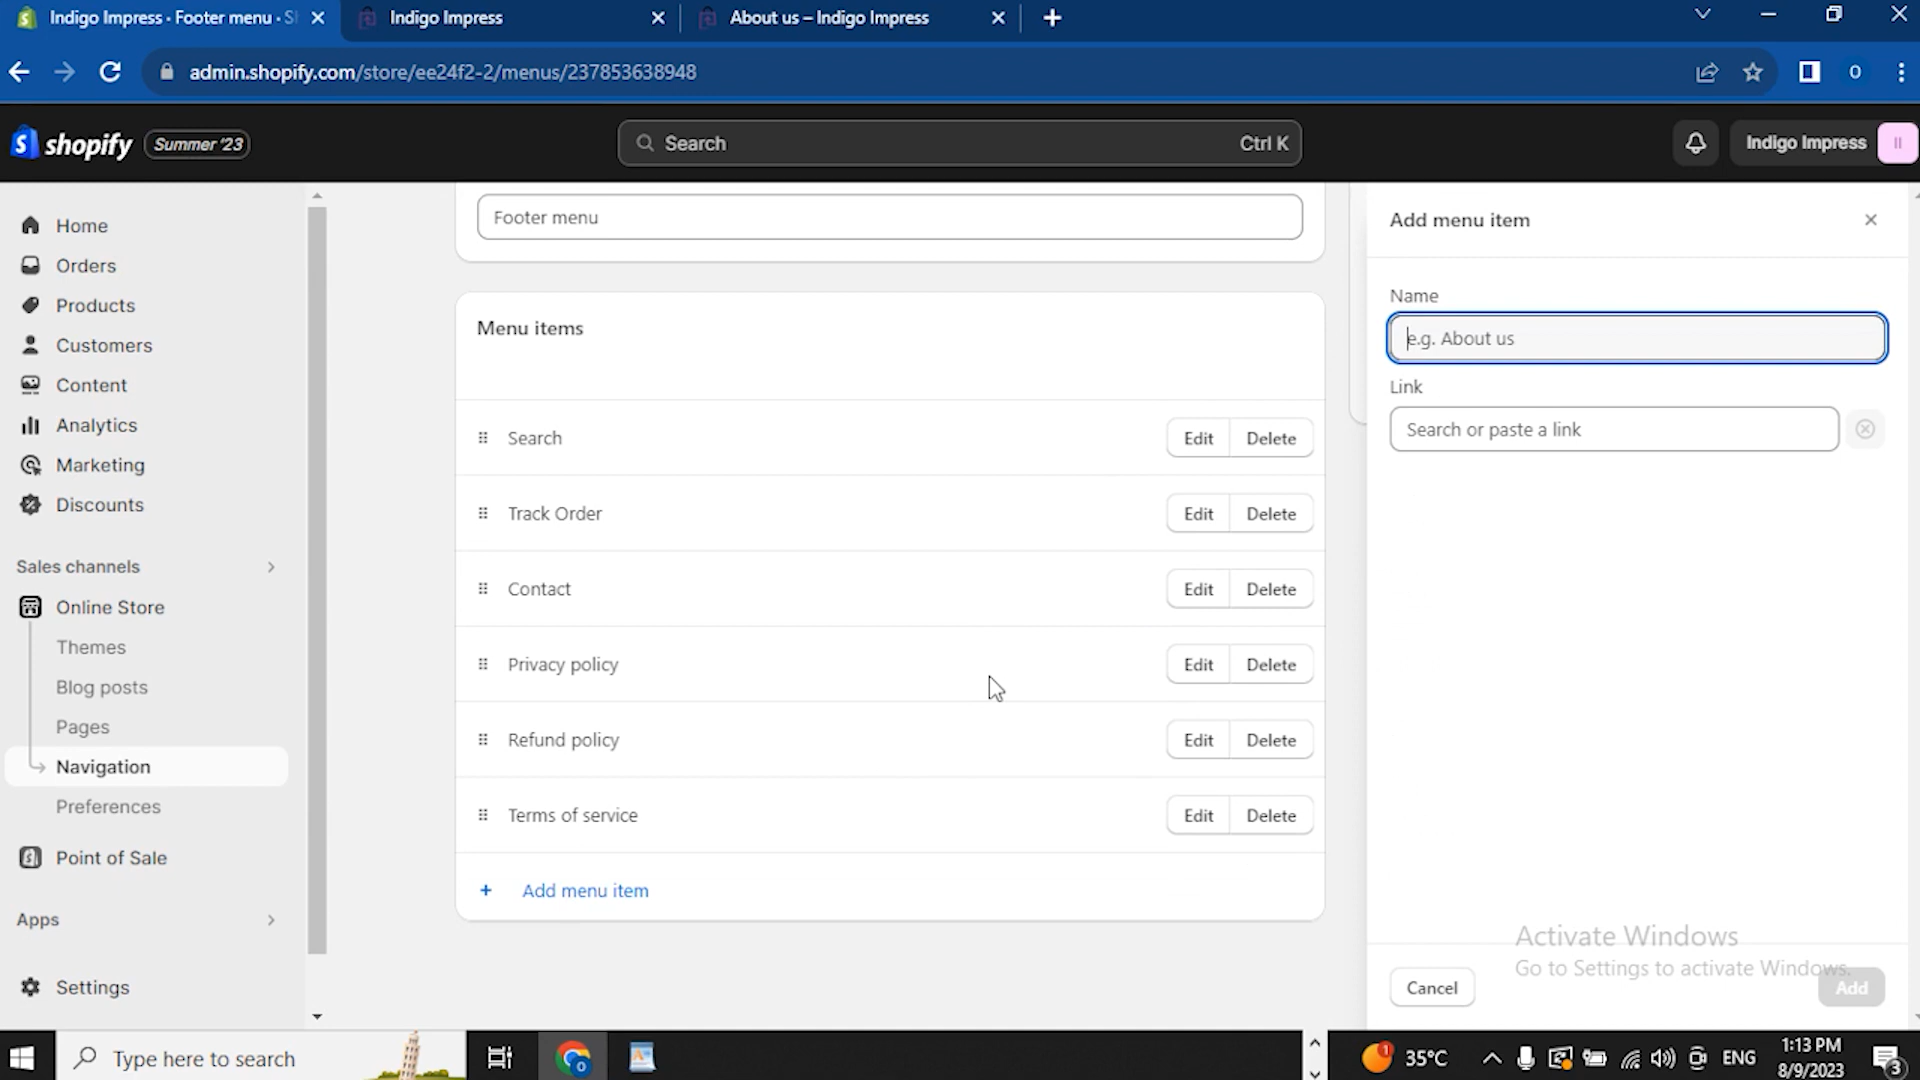 Indigo Impress · Footer menu · S
Indigo Impress
About us – Indigo Impress
admin.shopify.com/store/ee24f2-2/menus/237853638948
O
shopify
Summer '23
Search
Ctrl K
Indigo Impress
II
Home
Orders
Products
Customers
Content
Analytics
Marketing
Discounts
Sales channels
Online Store
Themes
Blog posts
Pages
Navigation
Preferences
Point of Sale
Apps
Settings
Footer menu
Menu items
Search
Edit
Delete
Track Order
Edit
Delete
Contact
Edit
Delete
Privacy policy
Edit
Delete
Refund policy
Edit
Delete
Terms of service
Edit
Delete
+ Add menu item
Add menu item
Name
e.g. About us
Link
Search or paste a link
Activate Windows
Go to Settings to activate Windows.
Cancel
Add
Type here to search
1
35°C
ENG
1:13 PM
8/9/2023
3